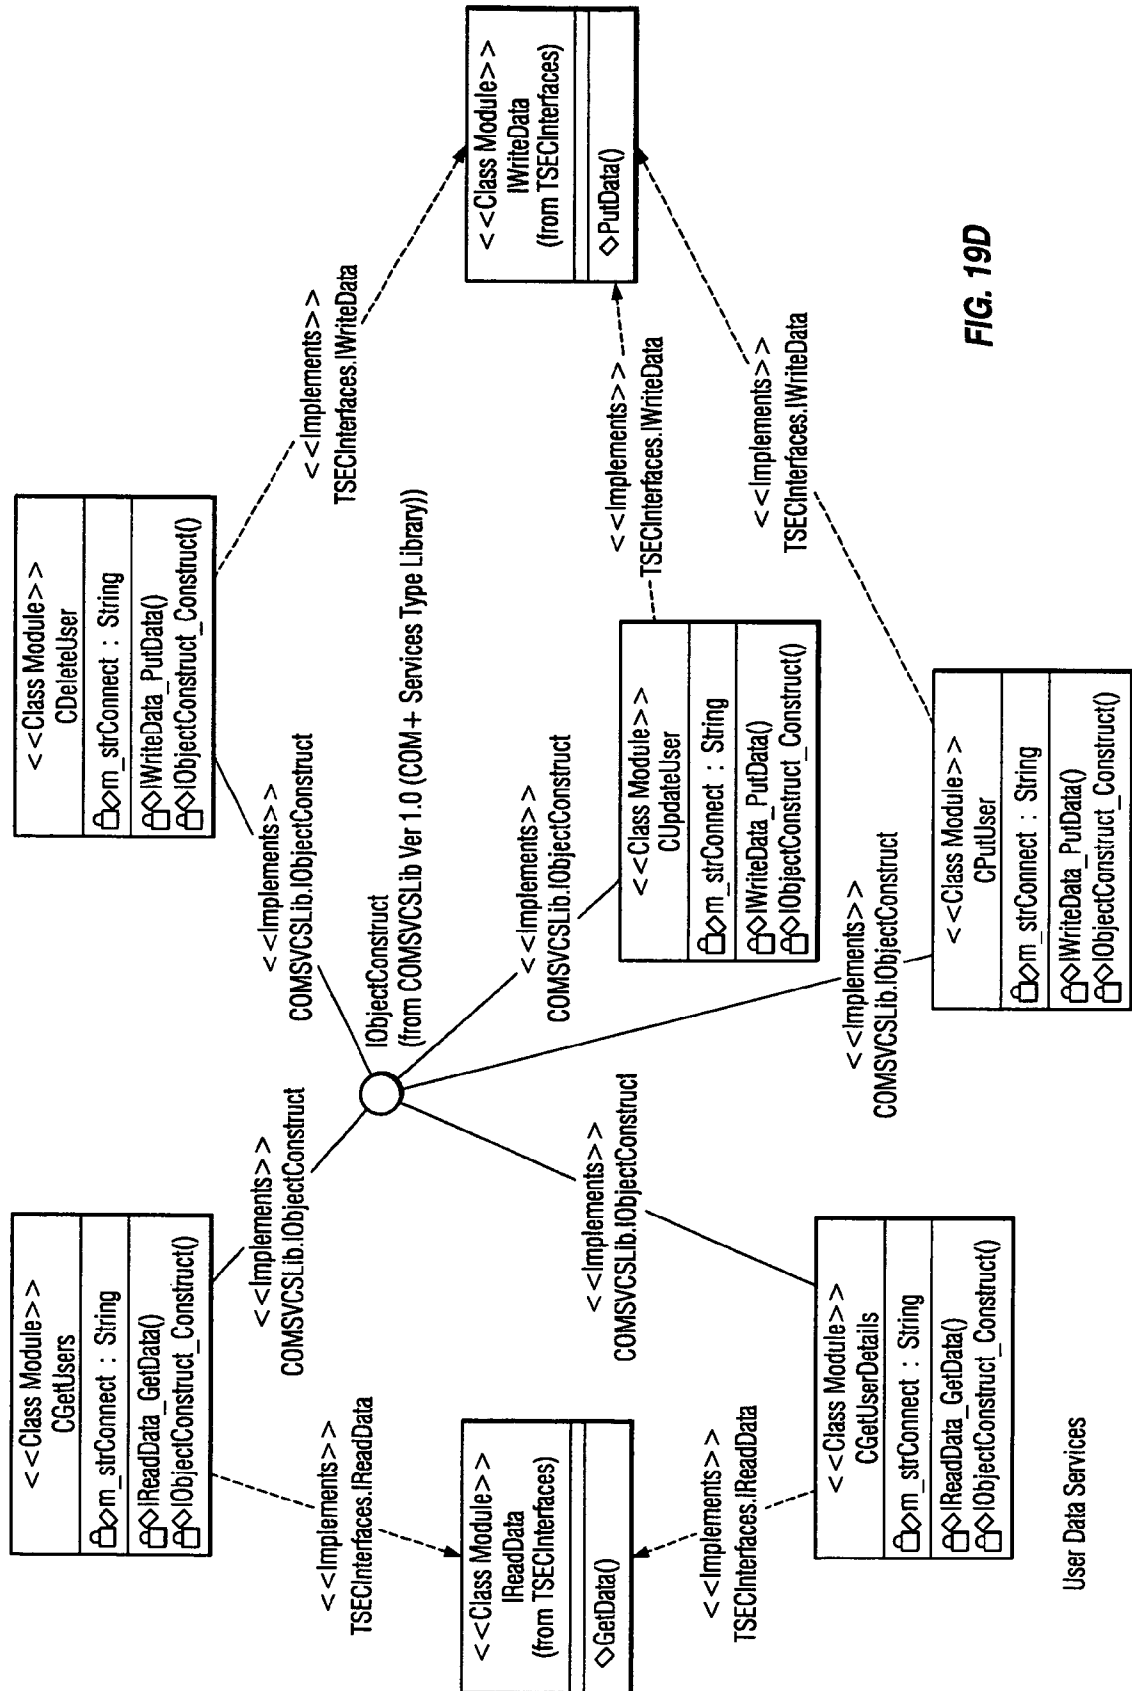 <<Class Module>>
CGetUsers
m_strConnect : String
IReadData_GetData()
IObjectConstruct_Construct()
<<Class Module>>
CDeleteUser
m_strConnect : String
IWriteData_PutData()
IObjectConstruct_Construct()
<<Implements>>
COMSVCSLib.IObjectConstruct
<<Implements>>
COMSVCSLib.IObjectConstruct
<<Implements>>
TSECInterfaces.IReadData
<<Implements>>
TSECInterfaces.IWriteData
IObjectConstruct
(from COMSVCSLib Ver 1.0 (COM+ Services Type Library))
<<Class Module>>
IReadData
(from TSECInterfaces)
GetData()
<<Class Module>>
IWriteData
(from TSECInterfaces)
PutData()
<<Implements>>
COMSVCSLib.IObjectConstruct
<<Implements>>
COMSVCSLib.IObjectConstruct
<<Implements>>
TSECInterfaces.IWriteData
<<Class Module>>
CUpdateUser
m_strConnect : String
IWriteData_PutData()
IObjectConstruct_Construct()
<<Implements>>
TSECInterfaces.IReadData
<<Implements>>
TSECInterfaces.IWriteData
<<Class Module>>
CGetUserDetails
m_strConnect : String
IReadData_GetData()
IObjectConstruct_Construct()
<<Implements>>
COMSVCSLib.IObjectConstruct
<<Class Module>>
CPutUser
m_strConnect : String
IWriteData_PutData()
IObjectConstruct_Construct()
User Data Services
FIG. 19D